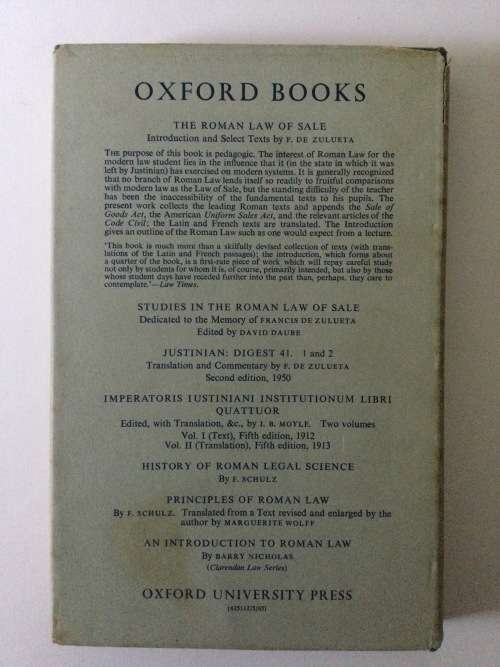 OXFORD BOOKS
THE ROMAN LAW OF SALE
Introduction and Select Texts by F. DE ZULUETA
THE purpose of this book is pedagogic. The interest of Roman Law for the
modern law student lies in the influence that it (in the state in which it was
left by Justinian) has exercised on modern systems. It is generally recognized
that no branch of Roman Law lends itself so readily to fruitful comparisons
with modern law as the Law of Sale, but the standing difficulty of the teacher
has been the inaccessibility of the fundamental texts to his pupils. The
present work collects the leading Roman texts and appends the Sale of
Goods Act, the American Uniform Sales Act, and the relevant articles of the
Code Civil; the Latin and French texts are translated. The Introduction
gives an outline of the Roman Law such as one would expect from a lecture.
'This book is much more than a skilfully devised collection of texts (with trans-
lations of the Latin and French passages); the introduction, which forms about
a quarter of the book, is a first-rate piece of work which will repay careful study
not only by students for whom it is, of course, primarily intended, but also by those
whose student days have receded further into the past than, perhaps, they care to
contemplate.'—Law Times.
STUDIES IN THE ROMAN LAW OF SALE
Dedicated to the Memory of FRANCIS DE ZULUETA
Edited by DAVID DAUBE
JUSTINIAN: DIGEST 41. 1 and 2
Translation and Commentary by F. DE ZULUETA
Second edition, 1950
IMPERATORIS IUSTINIANI INSTITUTIONUM LIBRI
QUATTUOR
Edited, with Translation, &c., by J. B. MOYLE. Two volumes
Vol. I (Text), Fifth edition, 1912
Vol. II (Translation), Fifth edition, 1913
HISTORY OF ROMAN LEGAL SCIENCE
By F. SCHULZ
PRINCIPLES OF ROMAN LAW
By F. SCHULZ. Translated from a Text revised and enlarged by the
author by MARGUERITE WOLFF
AN INTRODUCTION TO ROMAN LAW
By BARRY NICHOLAS
(Clarendon Law Series)
OXFORD UNIVERSITY PRESS